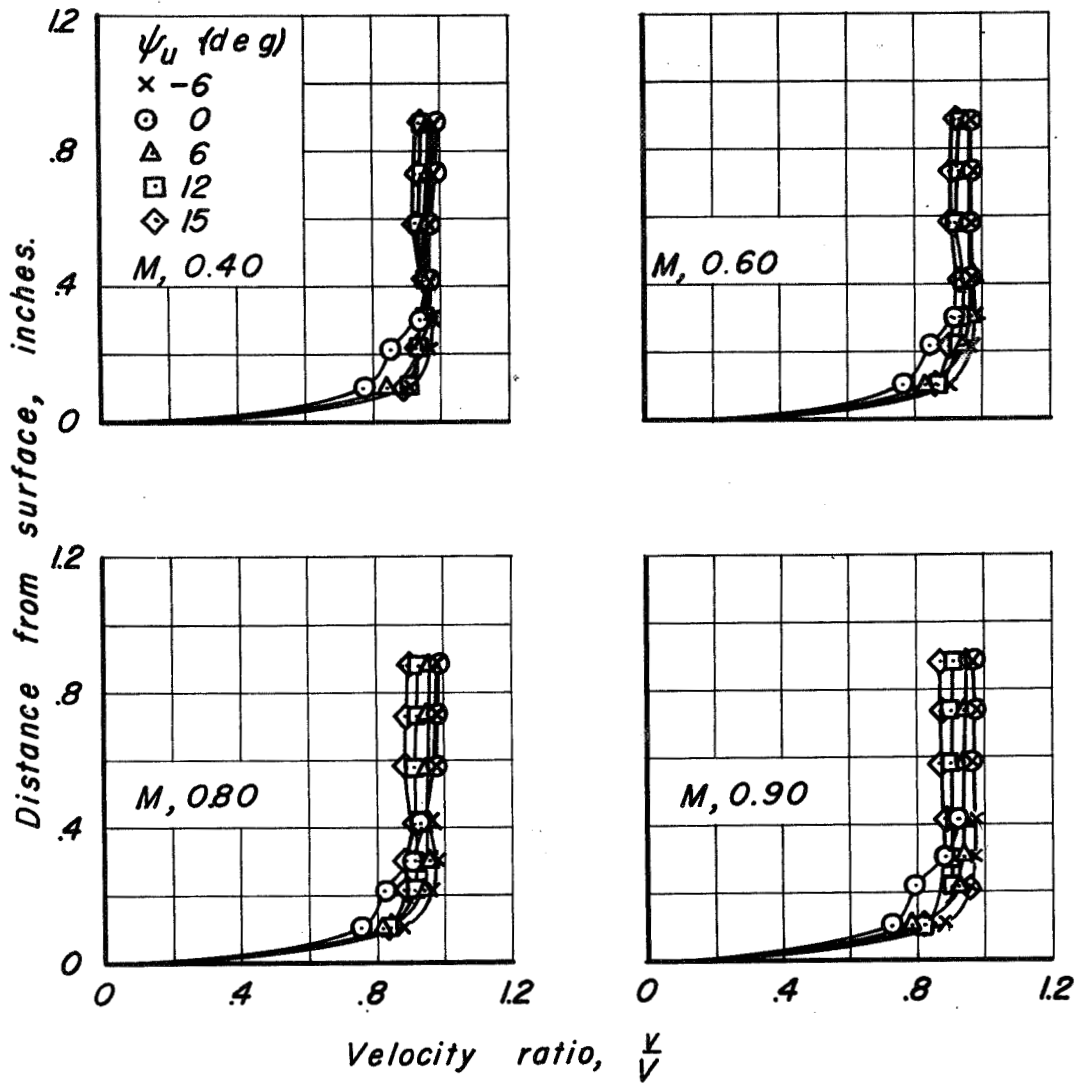 1.2
ψu (deg)
× -6
0
6
12
15
.8
M, 0.40
M, 0.60
.4
0
Distance from surface, inches.
1.2
.8
M, 0.80
M, 0.90
.4
0
0 .4 .8 1.2
0 .4 .8 1.2
Velocity ratio, v/V